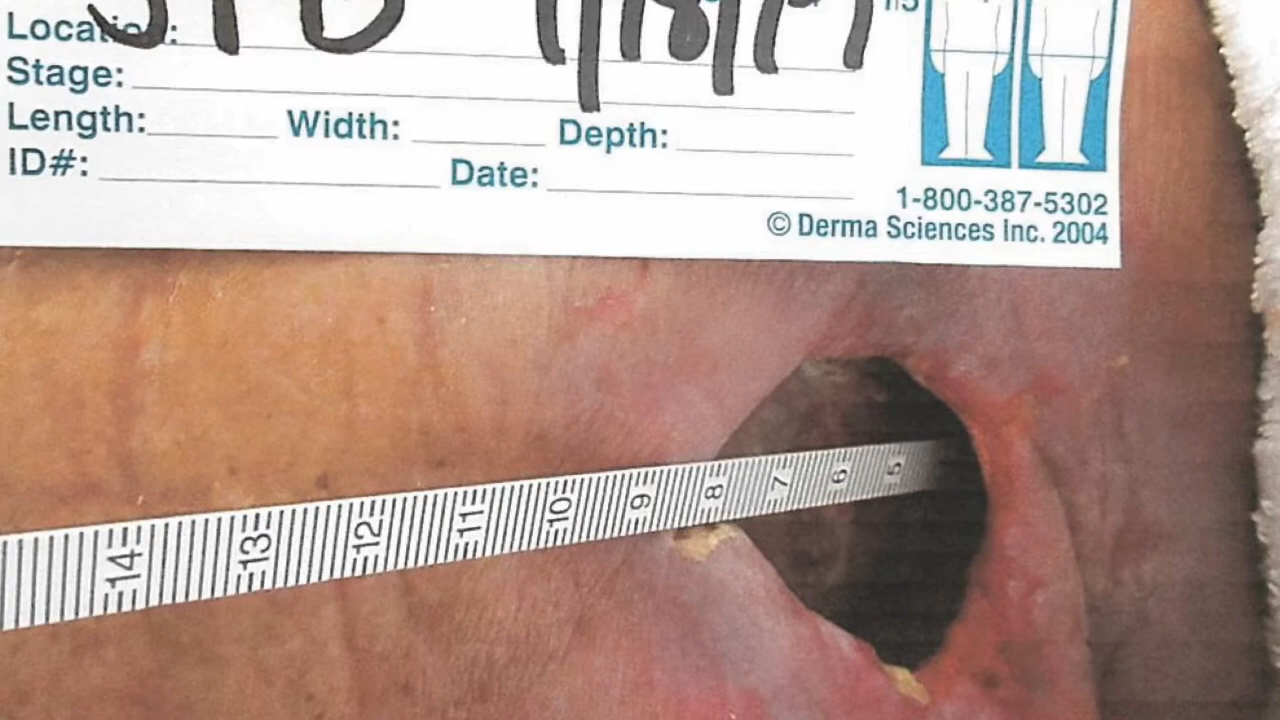 Location:
Stage:
Length: Width: Depth:
ID#: Date:
1-800-387-5302
© Derma Sciences Inc. 2004
14 13 12 11 10 9 8 7 6 5